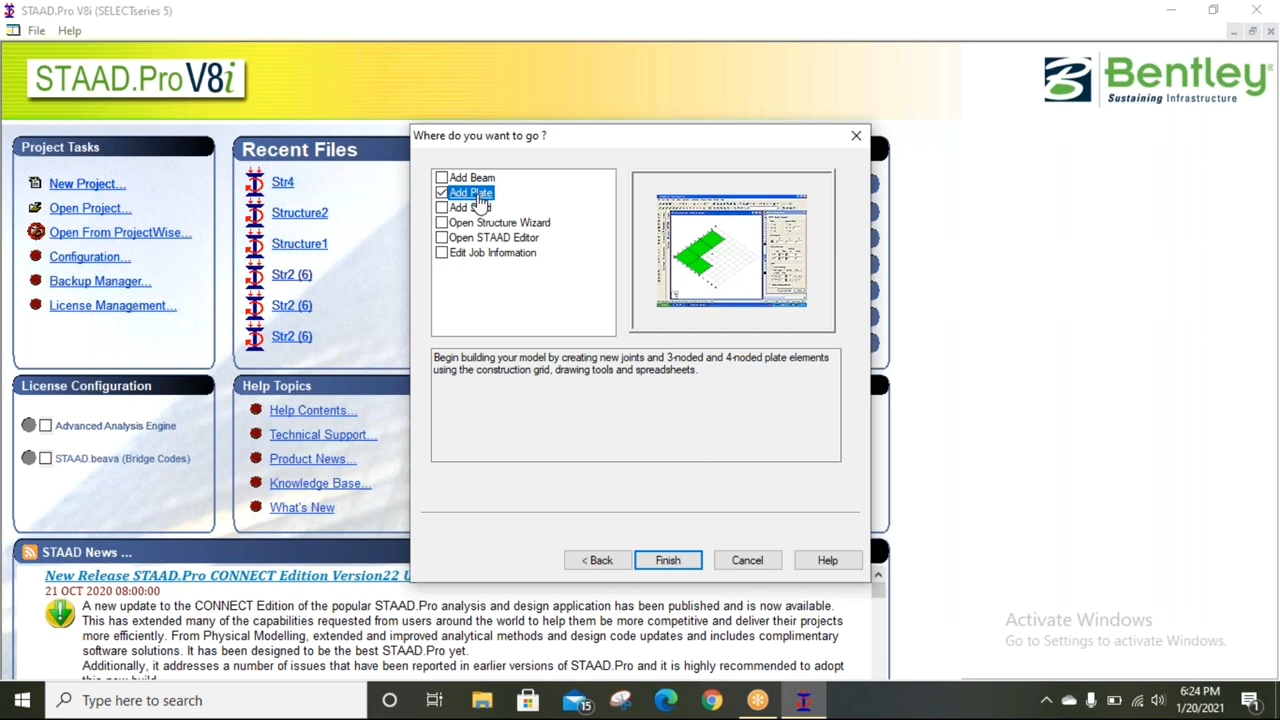 STAAD.Pro V8i (SELECTseries 5)
File Help
STAAD.Pro V8i
Bentley®
Sustaining Infrastructure
Project Tasks
New Project...
Open Project...
Open From ProjectWise...
Configuration...
Backup Manager...
License Management...
Recent Files
Str4
Structure2
Structure1
Str2 (6)
Str2 (6)
Str2 (6)
Where do you want to go ?
Add Beam
Add Plate
Add
Open Structure Wizard
Open STAAD Editor
Edit Job Information
Begin building your model by creating new joints and 3-noded and 4-noded plate elements
using the construction grid, drawing tools and spreadsheets.
< Back Finish Cancel Help
License Configuration
Advanced Analysis Engine
STAAD.beava (Bridge Codes)
Help Topics
Help Contents...
Technical Support...
Product News...
Knowledge Base...
What's New
STAAD News ...
New Release STAAD.Pro CONNECT Edition Version22 U
21 OCT 2020 08:00:00
A new update to the CONNECT Edition of the popular STAAD.Pro analysis and design application has been published and is now available.
This has extended many of the capabilities requested from users around the world to help them be more competitive and deliver their projects
more efficiently. From Physical Modelling, extended and improved analytical methods and design code updates and includes complimentary
software solutions. It has been designed to be the best STAAD.Pro yet.
Additionally, it addresses a number of issues that have been reported in earlier versions of STAAD.Pro and it is highly recommended to adopt
Activate Windows
Go to Settings to activate Windows.
Type here to search
15
6:24 PM
1/20/2021
1